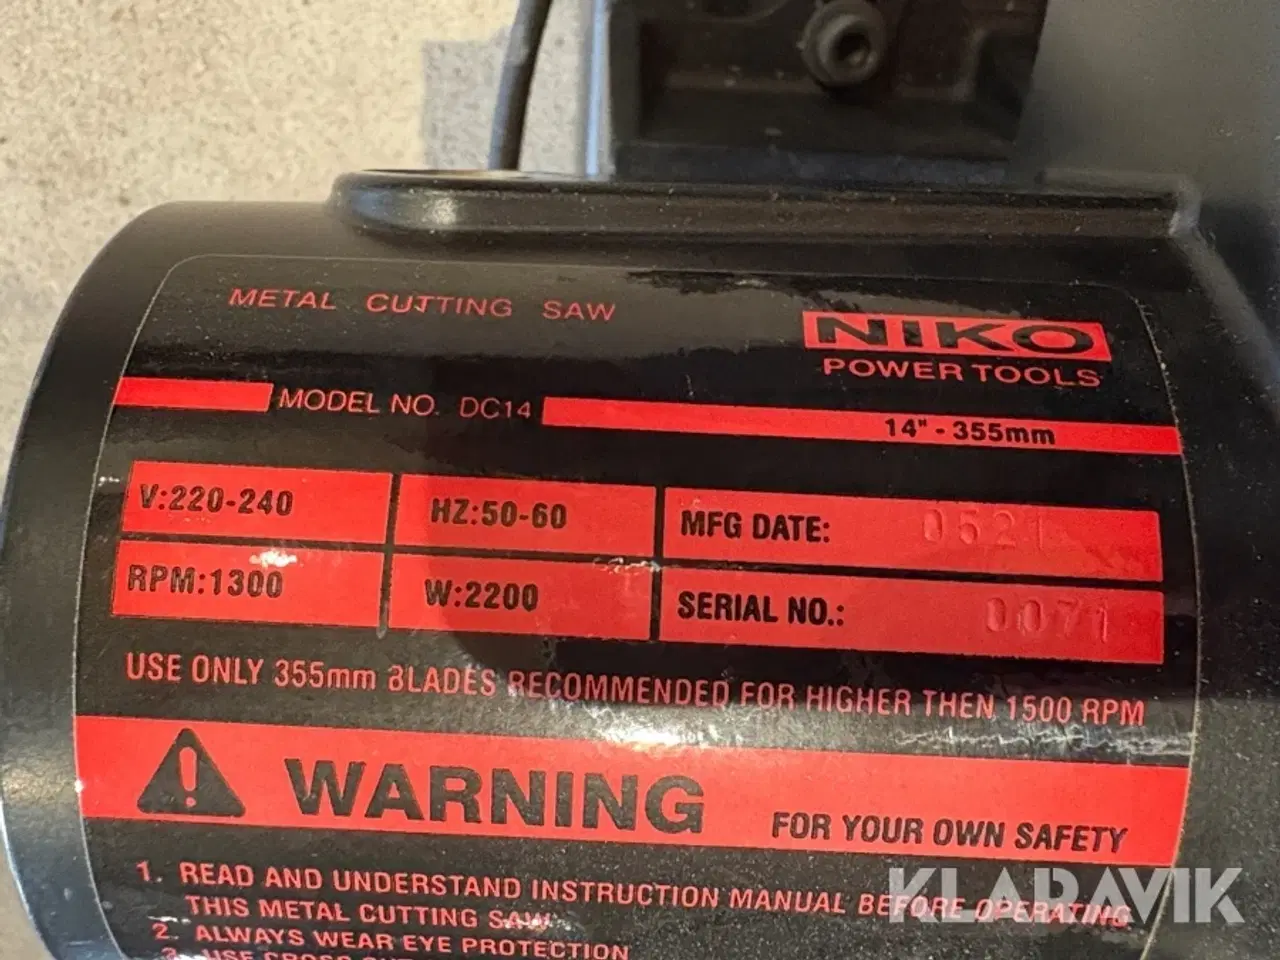 METAL CUTTING SAW
NIKO
POWER TOOLS
MODEL NO. DC14
14" - 355mm
V:220-240
HZ:50-60
MFG DATE: 0521
RPM:1300
W:2200
SERIAL NO.: 0071
USE ONLY 355mm BLADES RECOMMENDED FOR HIGHER THEN 1500 RPM
WARNING FOR YOUR OWN SAFETY
1. READ AND UNDERSTAND INSTRUCTION MANUAL BEFORE OPERATING
THIS METAL CUTTING SAW
2. ALWAYS WEAR EYE PROTECTION
3. USE
KLARAVIK